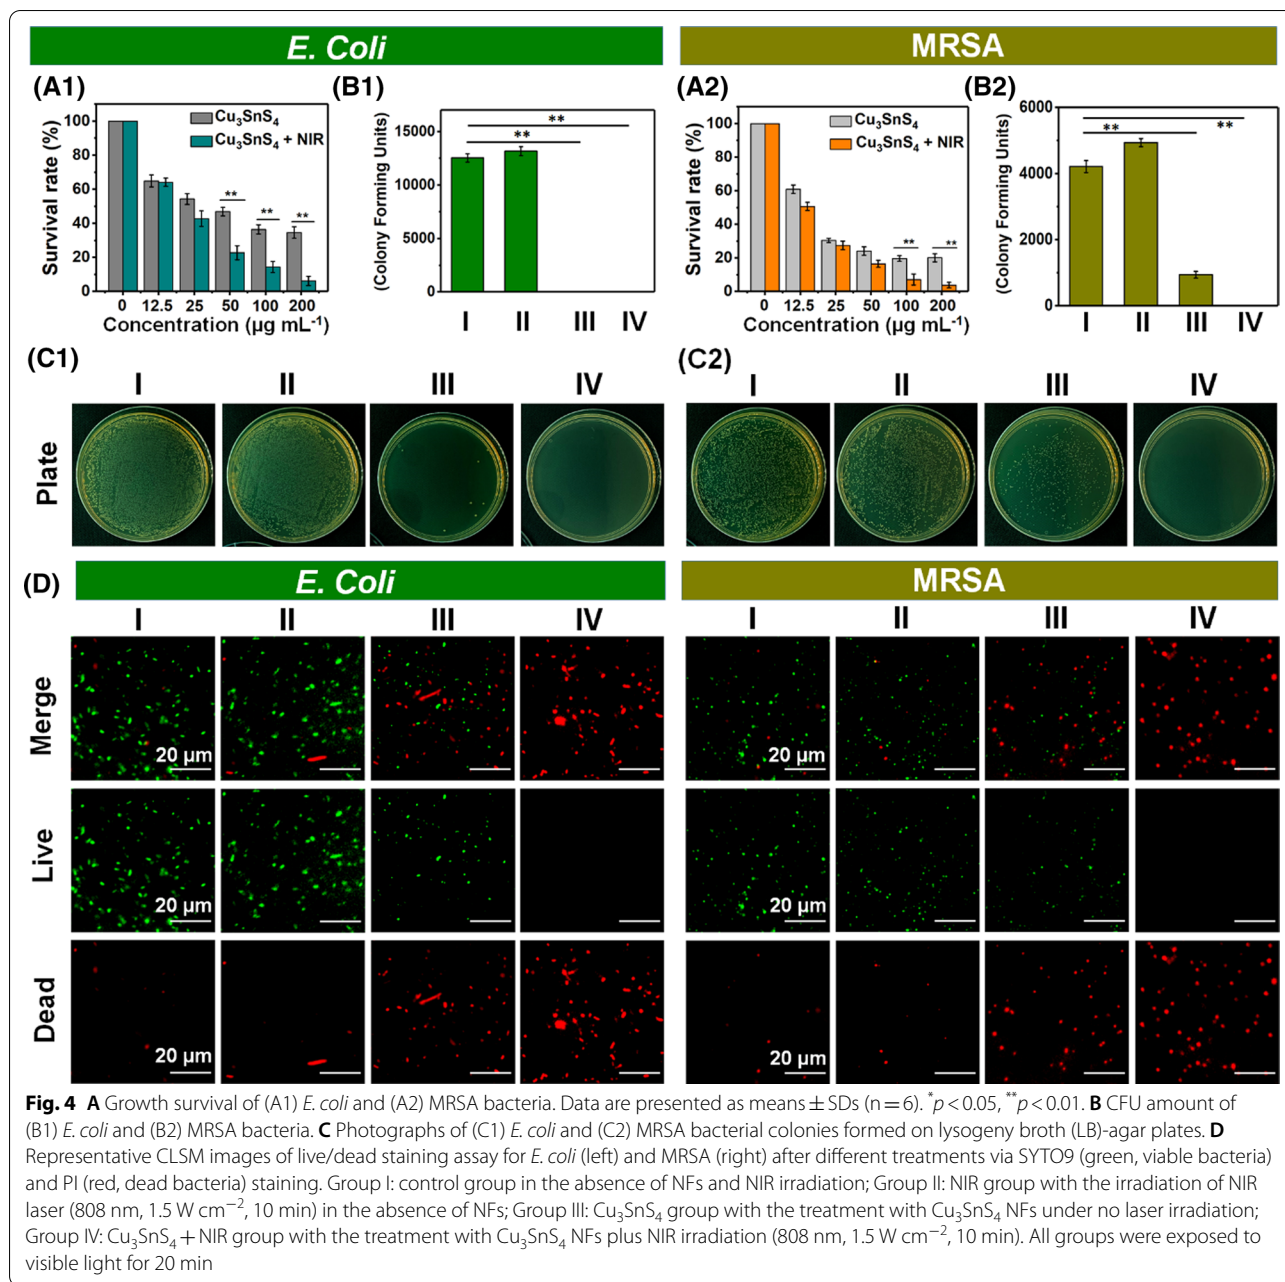 E. Coli
MRSA
(A1)
Survival rate (%)
100
80
60
40
20
0
Cu₃SnS₄
Cu₃SnS₄ + NIR
**
**
**
0 12.5 25 50 100 200
Concentration (µg mL⁻¹)
(B1)
(Colony Forming Units)
15000
10000
5000
0
**
**
I II III IV
(A2)
Survival rate (%)
100
80
60
40
20
0
Cu₃SnS₄
Cu₃SnS₄ + NIR
**
**
0 12.5 25 50 100 200
Concentration (µg mL⁻¹)
(B2)
(Colony Forming Units)
6000
4000
2000
0
**
**
I II III IV
(C1)
I II III IV
Plate
(C2)
I II III IV
(D)
E. Coli
MRSA
I II III IV
I II III IV
Merge
20 µm
20 µm
Live
20 µm
20 µm
Dead
20 µm
20 µm
Fig. 4 A Growth survival of (A1) E. coli and (A2) MRSA bacteria. Data are presented as means ± SDs (n = 6). *p < 0.05, **p < 0.01. B CFU amount of
(B1) E. coli and (B2) MRSA bacteria. C Photographs of (C1) E. coli and (C2) MRSA bacterial colonies formed on lysogeny broth (LB)-agar plates. D
Representative CLSM images of live/dead staining assay for E. coli (left) and MRSA (right) after different treatments via SYTO9 (green, viable bacteria)
and PI (red, dead bacteria) staining. Group I: control group in the absence of NFs and NIR irradiation; Group II: NIR group with the irradiation of NIR
laser (808 nm, 1.5 W cm⁻², 10 min) in the absence of NFs; Group III: Cu₃SnS₄ group with the treatment with Cu₃SnS₄ NFs under no laser irradiation;
Group IV: Cu₃SnS₄ + NIR group with the treatment with Cu₃SnS₄ NFs plus NIR irradiation (808 nm, 1.5 W cm⁻², 10 min). All groups were exposed to
visible light for 20 min